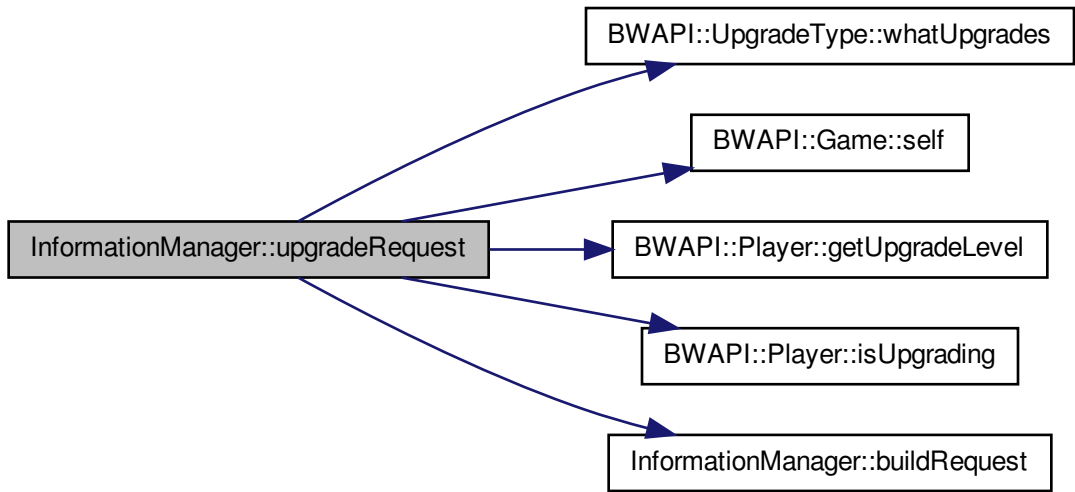 BWAPI::UpgradeType::whatUpgrades
BWAPI::Game::self
InformationManager::upgradeRequest
BWAPI::Player::getUpgradeLevel
BWAPI::Player::isUpgrading
InformationManager::buildRequest